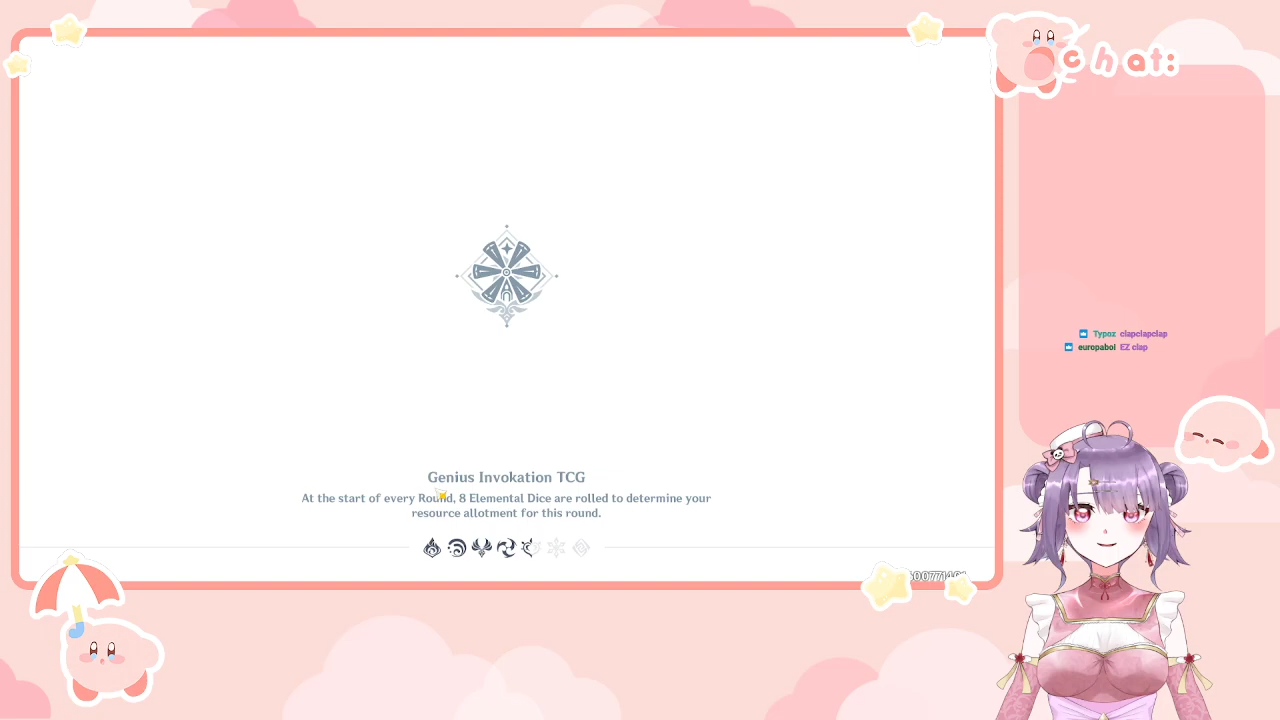 chat:
Typoz clapclapclap
europaboi EZ clap
Genius Invokation TCG
At the start of every Round, 8 Elemental Dice are rolled to determine your
resource allotment for this round.